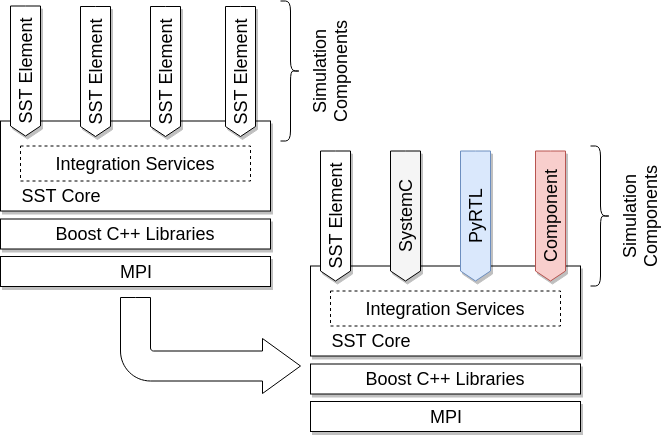 SST Element
SST Element
SST Element
SST Element
Simulation
Components
Integration Services
SST Core
Boost C++ Libraries
MPI
SST Element
SystemC
PyRTL
Component
Simulation
Components
Integration Services
SST Core
Boost C++ Libraries
MPI